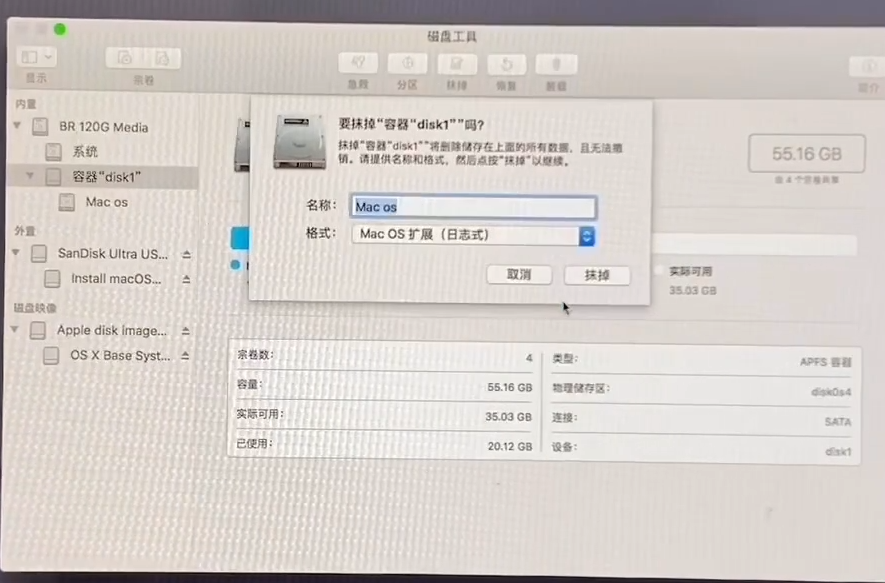 磁盘工具
显示
宗卷
急救
分区
抹掉
恢复
卸载
简介
内置
BR 120G Media
系统
容器“disk1”
Mac os
外置
SanDisk Ultra US...
Install macOS...
磁盘映像
Apple disk image...
OS X Base Syst...
要抹掉“容器“disk1””吗?
抹掉“容器“disk1””将删除储存在上面的所有数据，且无法撤
销。请提供名称和格式，然后点按“抹掉”以继续。
名称：
Mac os
格式：
Mac OS 扩展（日志式）
取消
抹掉
55.16 GB
由 4 个宗卷共享
实际可用
35.03 GB
宗卷数：
4
容量：
55.16 GB
实际可用：
35.03 GB
已使用：
20.12 GB
类型：
APFS 容器
物理储存区：
disk0s4
连接：
SATA
设备：
disk1